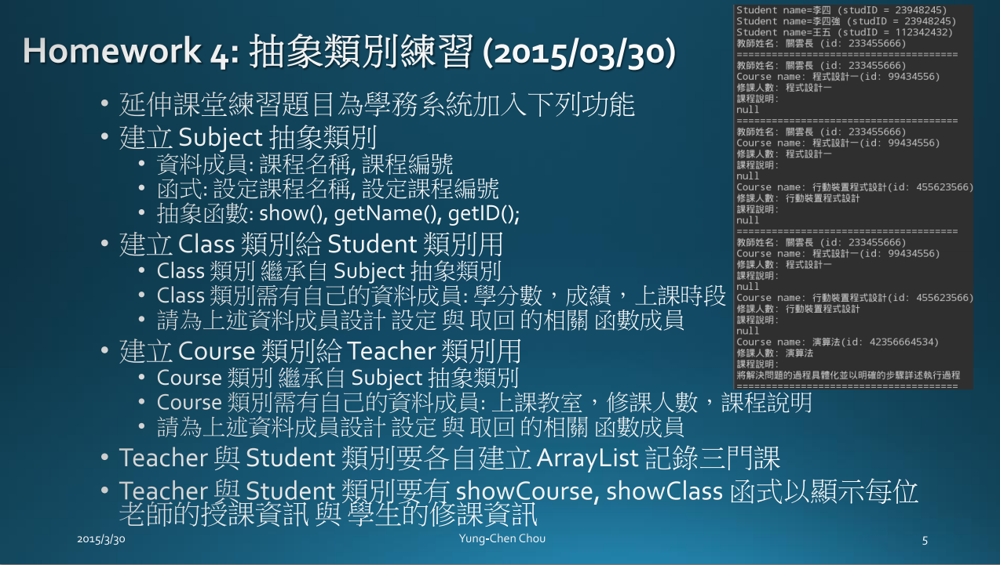 Homework 4: 抽象類別練習 (2015/03/30)
• 延伸課堂練習題目為學務系統加入下列功能
• 建立 Subject 抽象類別
• 資料成員: 課程名稱, 課程編號
• 函式: 設定課程名稱, 設定課程編號
• 抽象函數: show(), getName(), getID();
• 建立 Class 類別給 Student 類別用
• Class 類別 繼承自 Subject 抽象類別
• Class 類別需有自己的資料成員: 學分數，成績，上課時段
• 請為上述資料成員設計 設定 與 取回 的相關 函數成員
• 建立 Course 類別給 Teacher 類別用
• Course 類別 繼承自 Subject 抽象類別
• Course 類別需有自己的資料成員: 上課教室，修課人數，課程說明
• 請為上述資料成員設計 設定 與 取回 的相關 函數成員
• Teacher 與 Student 類別要各自建立 ArrayList 記錄三門課
• Teacher 與 Student 類別要有 showCourse, showClass 函式以顯示每位
老師的授課資訊 與 學生的修課資訊
Student name=李四 (studID = 23948245)
Student name=李四強 (studID = 23948245)
Student name=王五 (studID = 112342432)
教師姓名: 關雲長 (id: 233455666)
======================================
教師姓名: 關雲長 (id: 233455666)
Course name: 程式設計一(id: 99434556)
修課人數: 程式設計一
課程說明:
null
======================================
教師姓名: 關雲長 (id: 233455666)
Course name: 程式設計一(id: 99434556)
修課人數: 程式設計一
課程說明:
null
Course name: 行動裝置程式設計(id: 455623566)
修課人數: 行動裝置程式設計
課程說明:
null
======================================
教師姓名: 關雲長 (id: 233455666)
Course name: 程式設計一(id: 99434556)
修課人數: 程式設計一
課程說明:
null
Course name: 行動裝置程式設計(id: 455623566)
修課人數: 行動裝置程式設計
課程說明:
null
Course name: 演算法(id: 42356664534)
修課人數: 演算法
課程說明:
將解決問題的過程具體化並以明確的步驟詳述執行過程
======================================
2015/3/30
Yung-Chen Chou
5